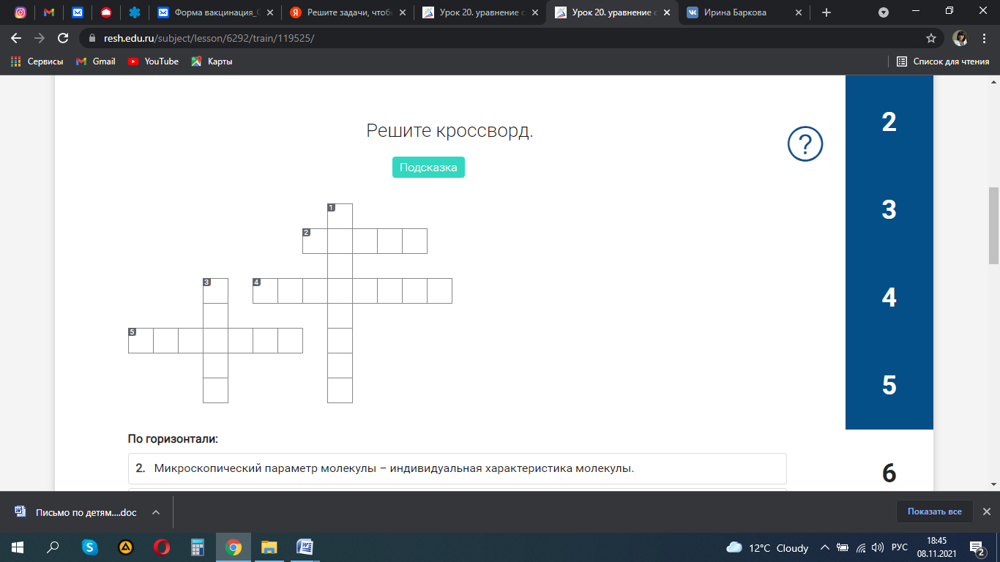 Форма вакцинация_С
Решите задачи, чтоб
Урок 20. уравнение с
Урок 20. уравнение с
Ирина Баркова
resh.edu.ru/subject/lesson/6292/train/119525/
Сервисы Gmail YouTube Карты Список для чтения
Решите кроссворд.
?
Подсказка
1
2
3
4
5
2
3
4
5
6
По горизонтали:
2. Микроскопический параметр молекулы – индивидуальная характеристика молекулы.
Письмо по детям....doc
Показать все
12°C Cloudy
РУС
18:45
08.11.2021
2